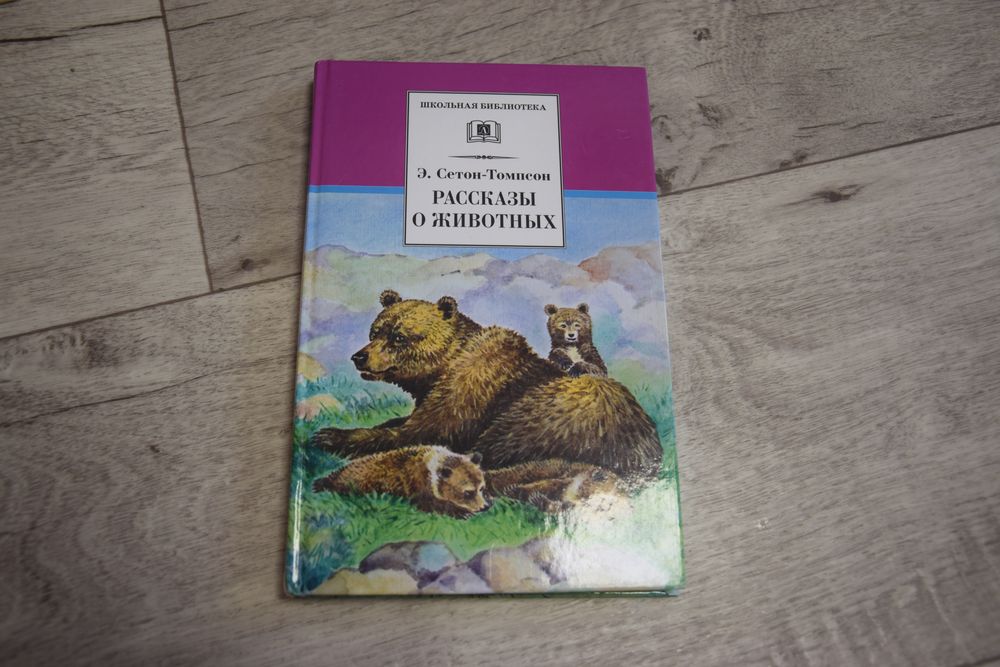 ШКОЛЬНАЯ БИБЛИОТЕКА
Э. Сетон-Томпсон
РАССКАЗЫ
О ЖИВОТНЫХ